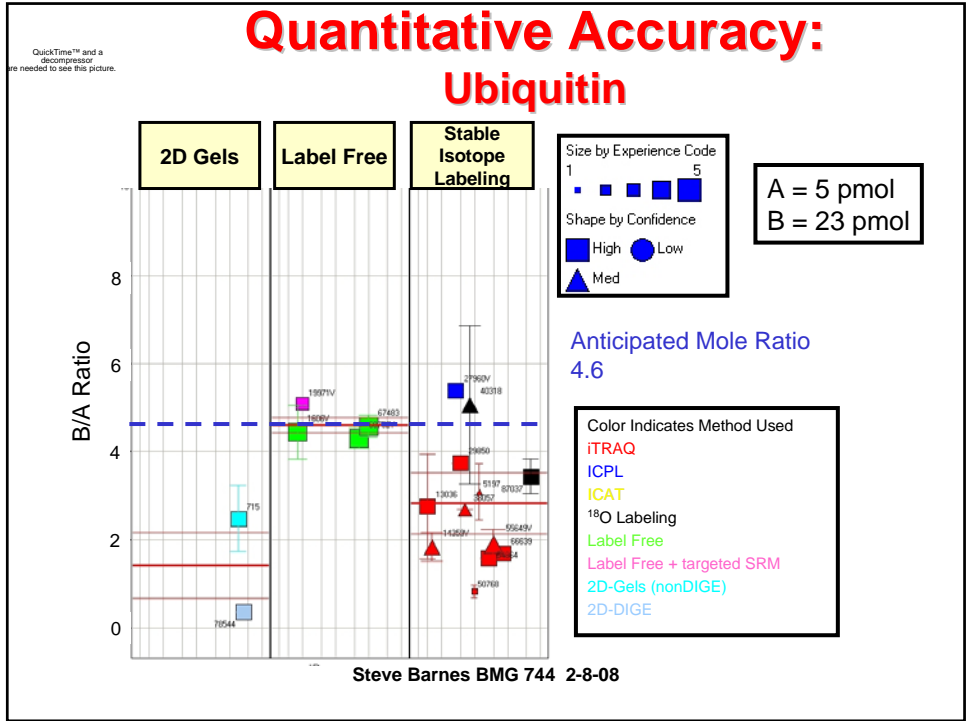 Quantitative Accuracy:
Ubiquitin
QuickTime™ and a
decompressor
are needed to see this picture.
2D Gels
Label Free
Stable
Isotope
Labeling
Size by Experience Code
1 5
Shape by Confidence
High Low
Med
A = 5 pmol
B = 23 pmol
B/A Ratio
8
6
4
2
0
715
78544
19971V
1606V
67483
27960V
40318
29850
87037
13036
5197
14259V
55649V
66639
50768
Anticipated Mole Ratio
4.6
Color Indicates Method Used
iTRAQ
ICPL
ICAT
¹⁸O Labeling
Label Free
Label Free + targeted SRM
2D-Gels (nonDIGE)
2D-DIGE
Steve Barnes BMG 744 2-8-08